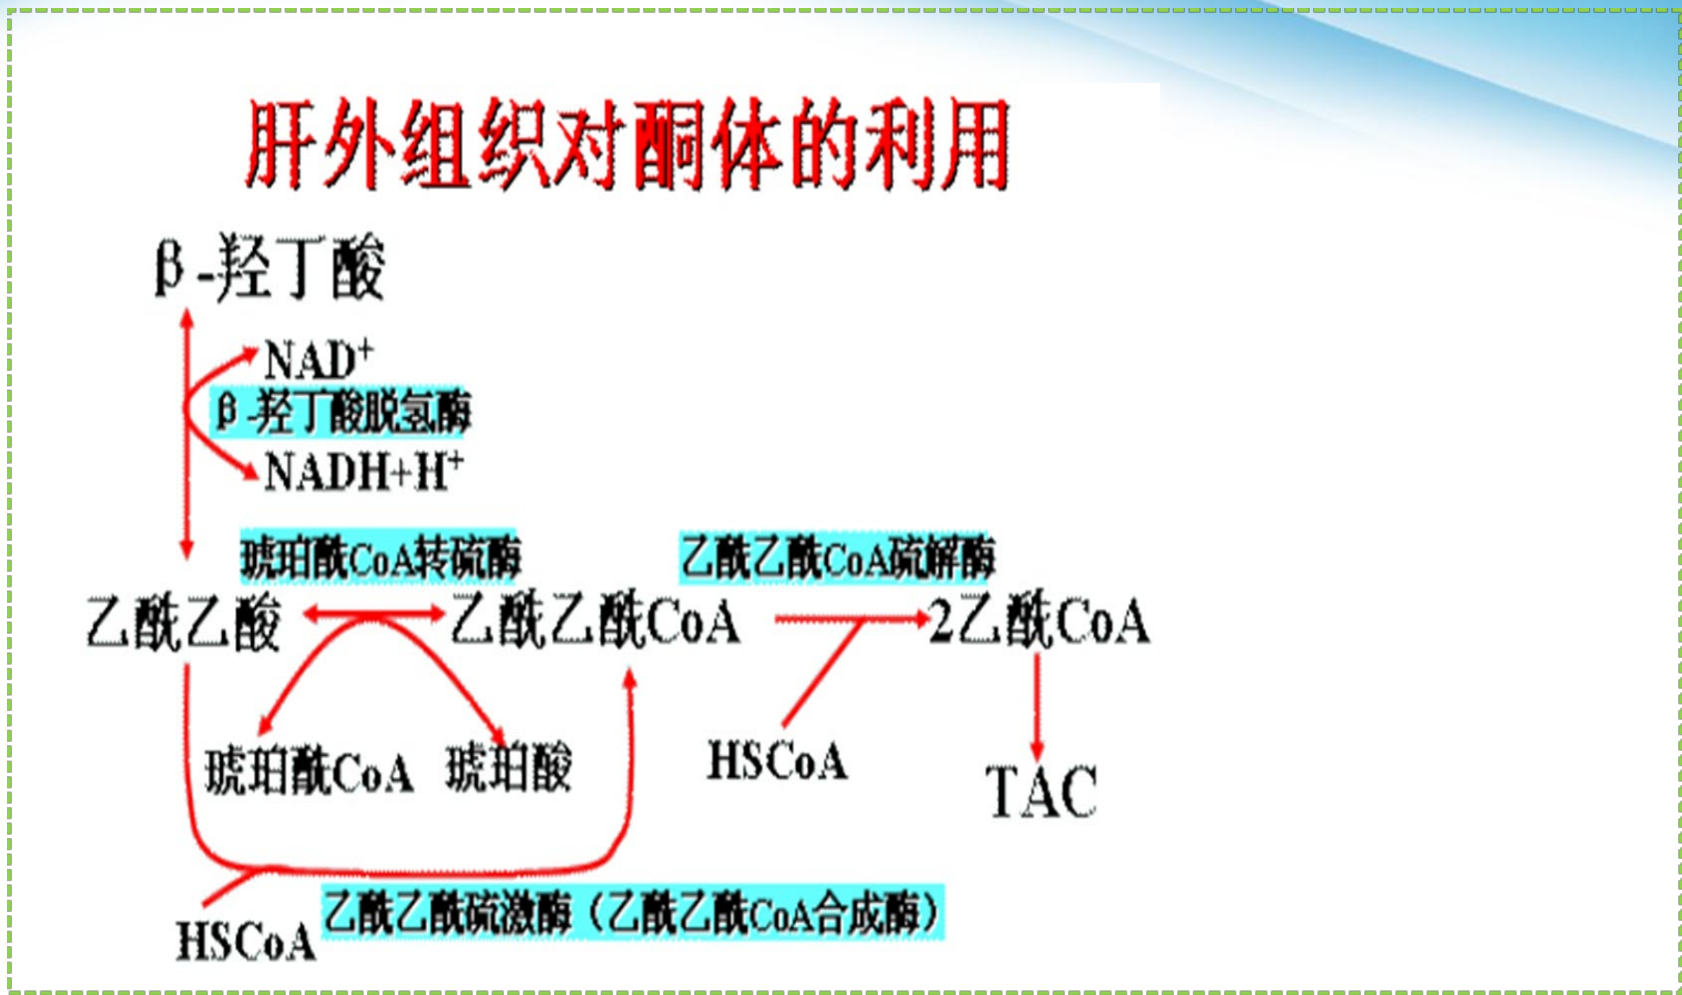 肝外组织对酮体的利用
β-羟丁酸
NAD⁺
β-羟丁酸脱氢酶
NADH+H⁺
琥珀酰CoA转硫酶
乙酰乙酰CoA硫解酶
乙酰乙酸
乙酰乙酰CoA
2乙酰CoA
琥珀酰CoA
琥珀酸
HSCoA
TAC
乙酰乙酰硫激酶（乙酰乙酰CoA合成酶）
HSCoA